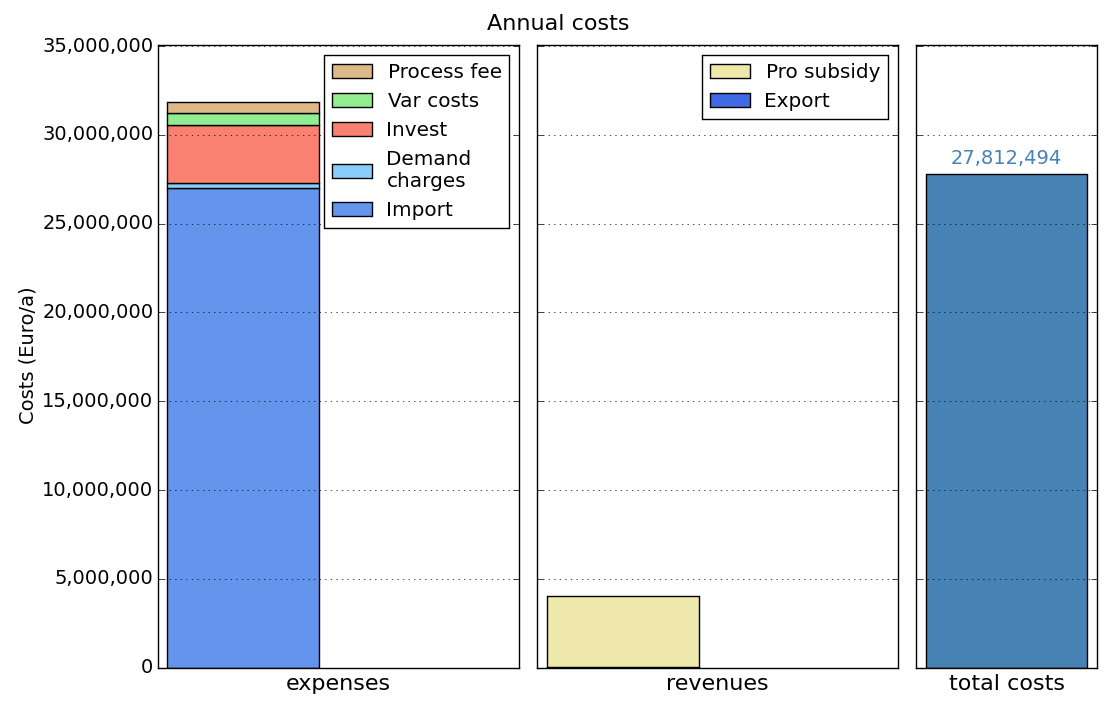 Annual costs
Costs (Euro/a)
35,000,000
30,000,000
25,000,000
20,000,000
15,000,000
10,000,000
5,000,000
0
Process fee
Var costs
Invest
Demand
charges
Import
expenses
Pro subsidy
Export
revenues
27,812,494
total costs